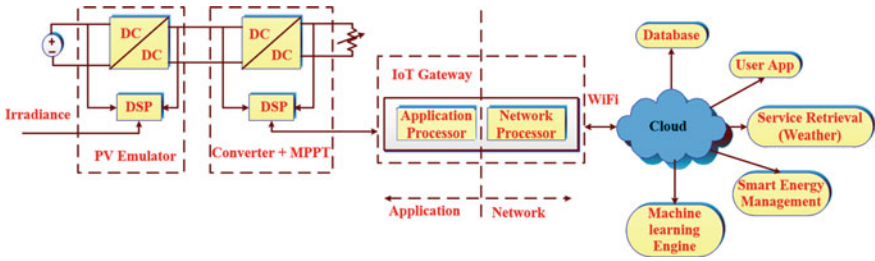 DC
DC
DC
DC
DSP
DSP
Irradiance
PV Emulator
Converter + MPPT
IoT Gateway
Application
Processor
Network
Processor
Application
Network
WiFi
Cloud
Database
User App
Service Retrieval
(Weather)
Smart Energy
Management
Machine
learning
Engine